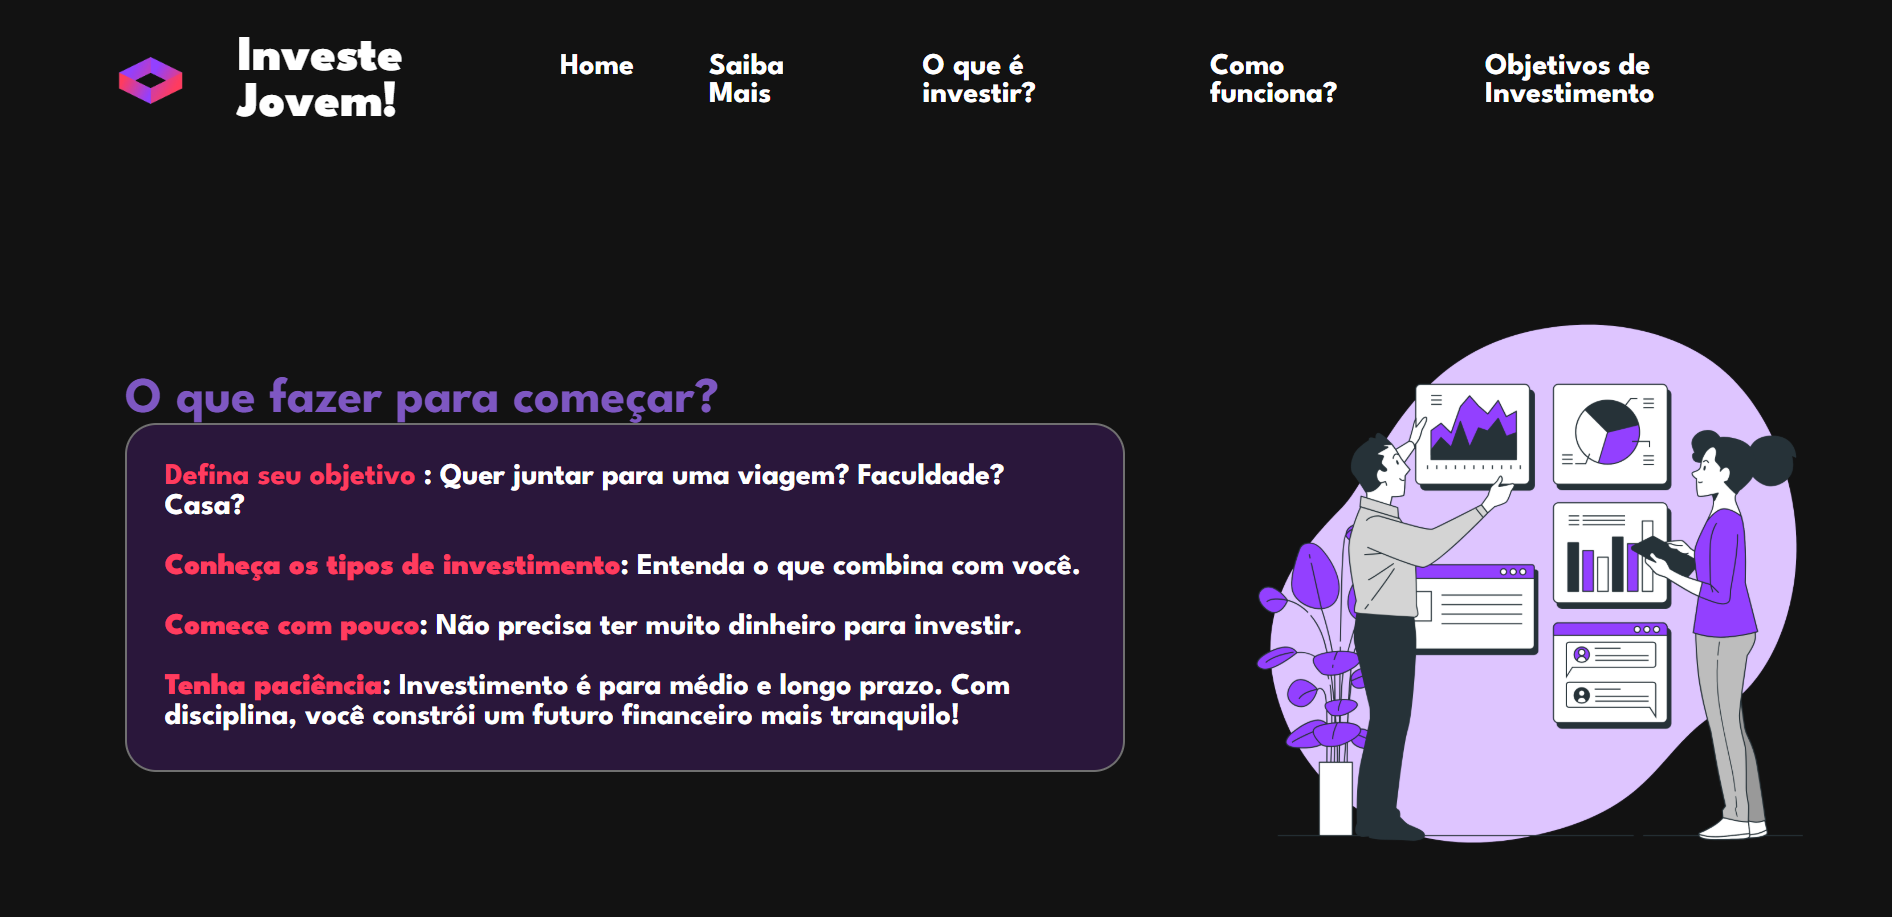 Investe
Jovem!
Home
Saiba
Mais
O que é
investir?
Como
funciona?
Objetivos de
Investimento
O que fazer para começar?
Defina seu objetivo : Quer juntar para uma viagem? Faculdade?
Casa?
Conheça os tipos de investimento: Entenda o que combina com você.
Comece com pouco: Não precisa ter muito dinheiro para investir.
Tenha paciência: Investimento é para médio e longo prazo. Com
disciplina, você constrói um futuro financeiro mais tranquilo!